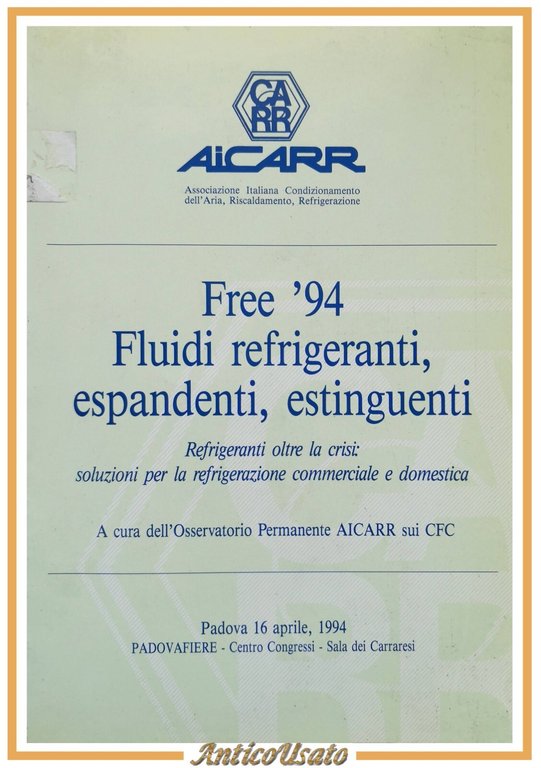 CA
RR
AiCARR
Associazione Italiana Condizionamento
dell'Aria, Riscaldamento, Refrigerazione
Free '94
Fluidi refrigeranti,
espandenti, estinguenti
Refrigeranti oltre la crisi:
soluzioni per la refrigerazione commerciale e domestica
A cura dell'Osservatorio Permanente AICARR sui CFC
Padova 16 aprile, 1994
PADOVAFIERE - Centro Congressi - Sala dei Carraresi
AnticoUsato